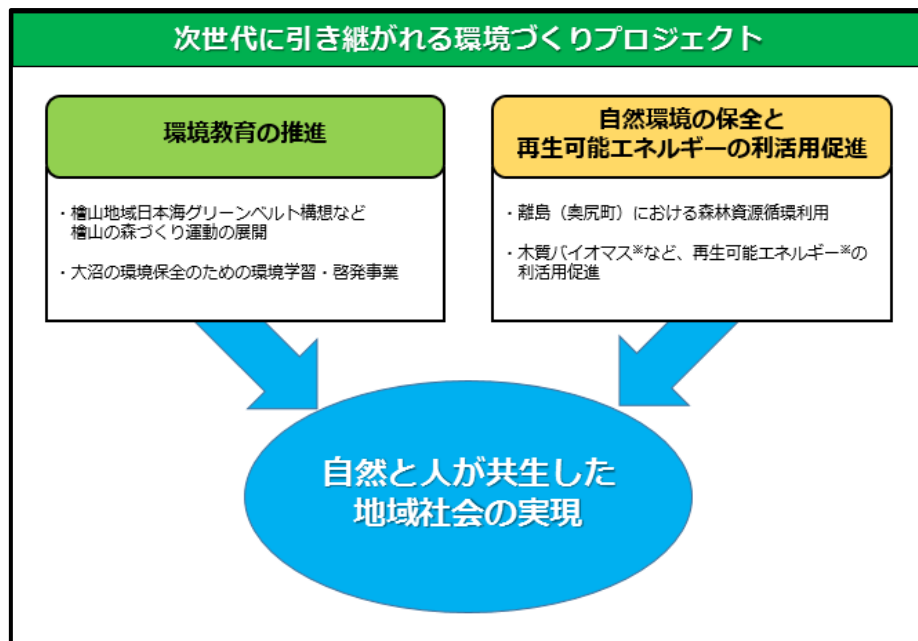 次世代に引き継がれる環境づくりプロジェクト
環境教育の推進
・檜山地域日本海グリーンベルト構想など
檜山の森づくり運動の展開
・大沼の環境保全のための環境学習・啓発事業
自然環境の保全と
再生可能エネルギーの利活用促進
・離島（奥尻町）における森林資源循環利用
・木質バイオマス※など、再生可能エネルギー※の
利活用促進
自然と人が共生した
地域社会の実現